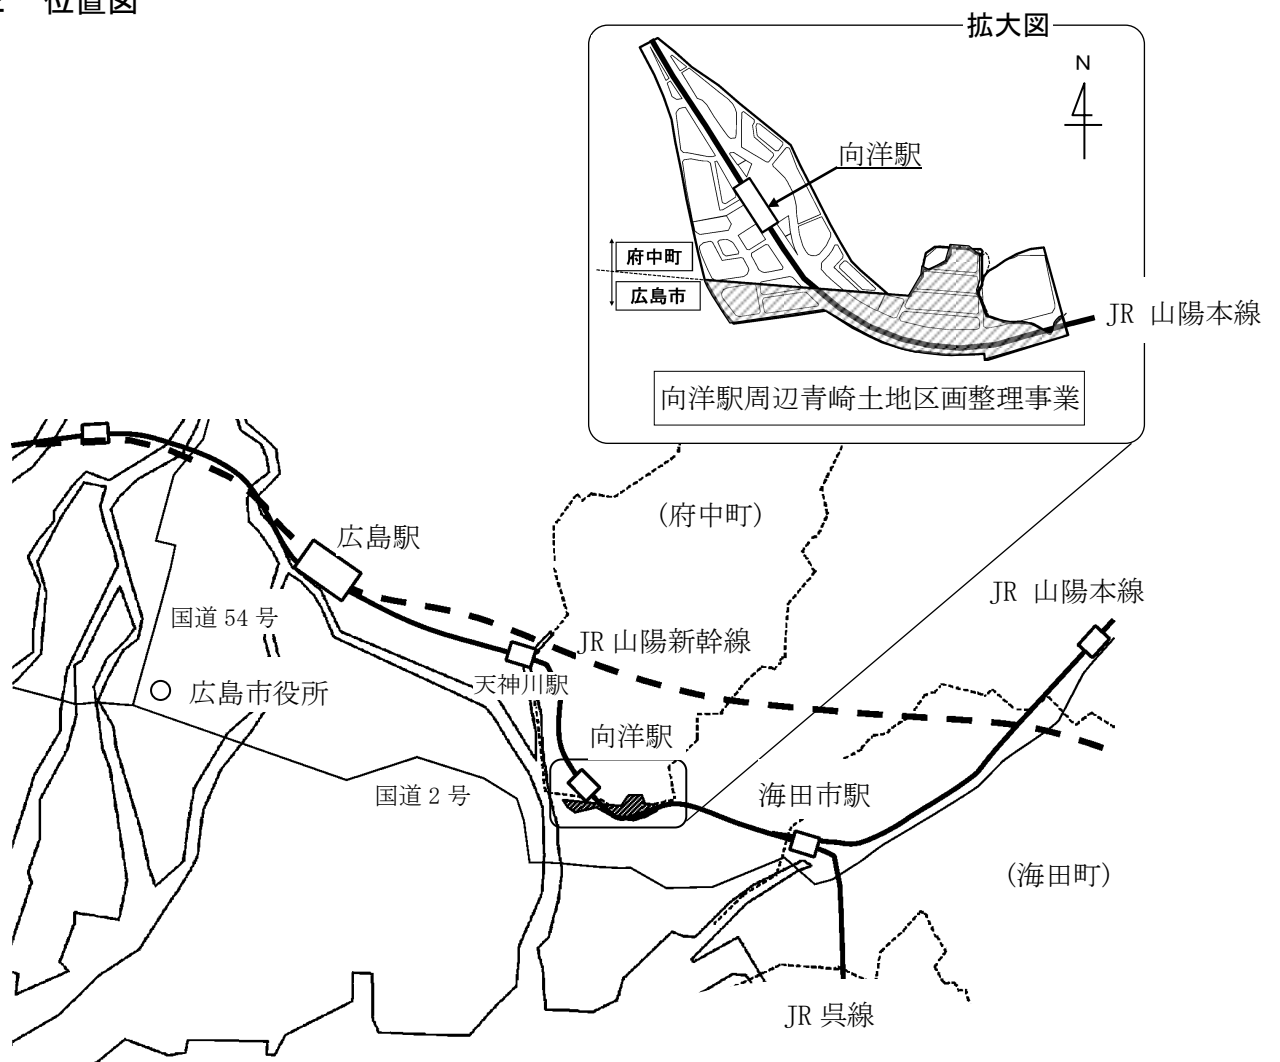 位置図
拡大図
N
向洋駅
府中町
広島市
JR 山陽本線
向洋駅周辺青崎土地区画整理事業
(府中町)
広島駅
JR 山陽本線
国道 54 号
JR 山陽新幹線
天神川駅
広島市役所
向洋駅
国道 2 号
海田市駅
(海田町)
JR 呉線